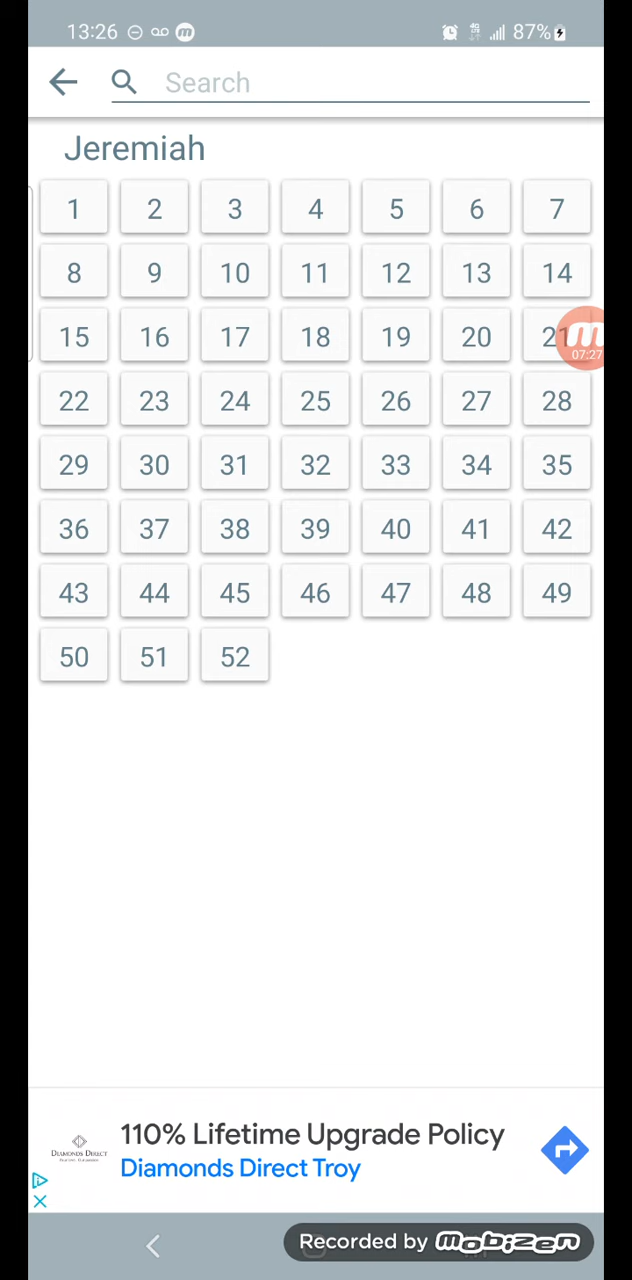 13:26 87%
Search
Jeremiah
1 2 3 4 5 6 7
8 9 10 11 12 13 14
15 16 17 18 19 20 21
07:27
22 23 24 25 26 27 28
29 30 31 32 33 34 35
36 37 38 39 40 41 42
43 44 45 46 47 48 49
50 51 52
110% Lifetime Upgrade Policy
DIAMONDS DIRECT
Diamonds Direct Troy
Recorded by mobizen